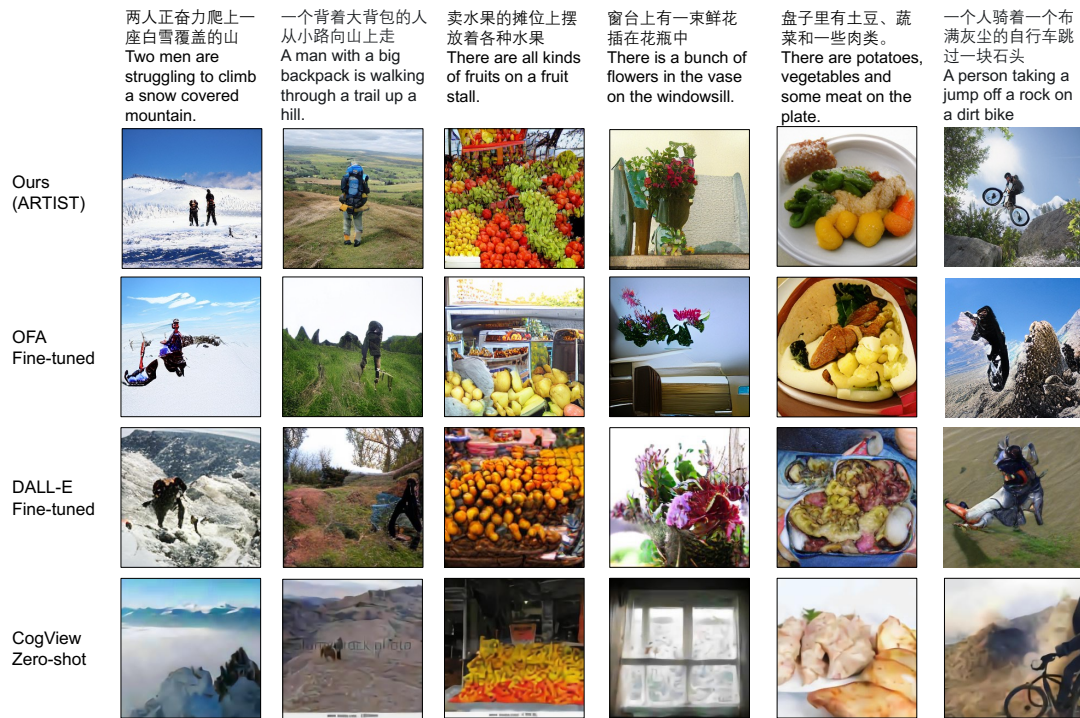 两人正奋力爬上一
座白雪覆盖的山
Two men are
struggling to climb
a snow covered
mountain.
一个背着大背包的人
从小路向山上走
A man with a big
backpack is walking
through a trail up a
hill.
卖水果的摊位上摆
放着各种水果
There are all kinds
of fruits on a fruit
stall.
窗台上有一束鲜花
插在花瓶中
There is a bunch of
flowers in the vase
on the windowsill.
盘子里有土豆、蔬
菜和一些肉类。
There are potatoes,
vegetables and
some meat on the
plate.
一个人骑着一个布
满灰尘的自行车跳
过一块石头
A person taking a
jump off a rock on
a dirt bike
Ours
(ARTIST)
OFA
Fine-tuned
DALL-E
Fine-tuned
CogView
Zero-shot